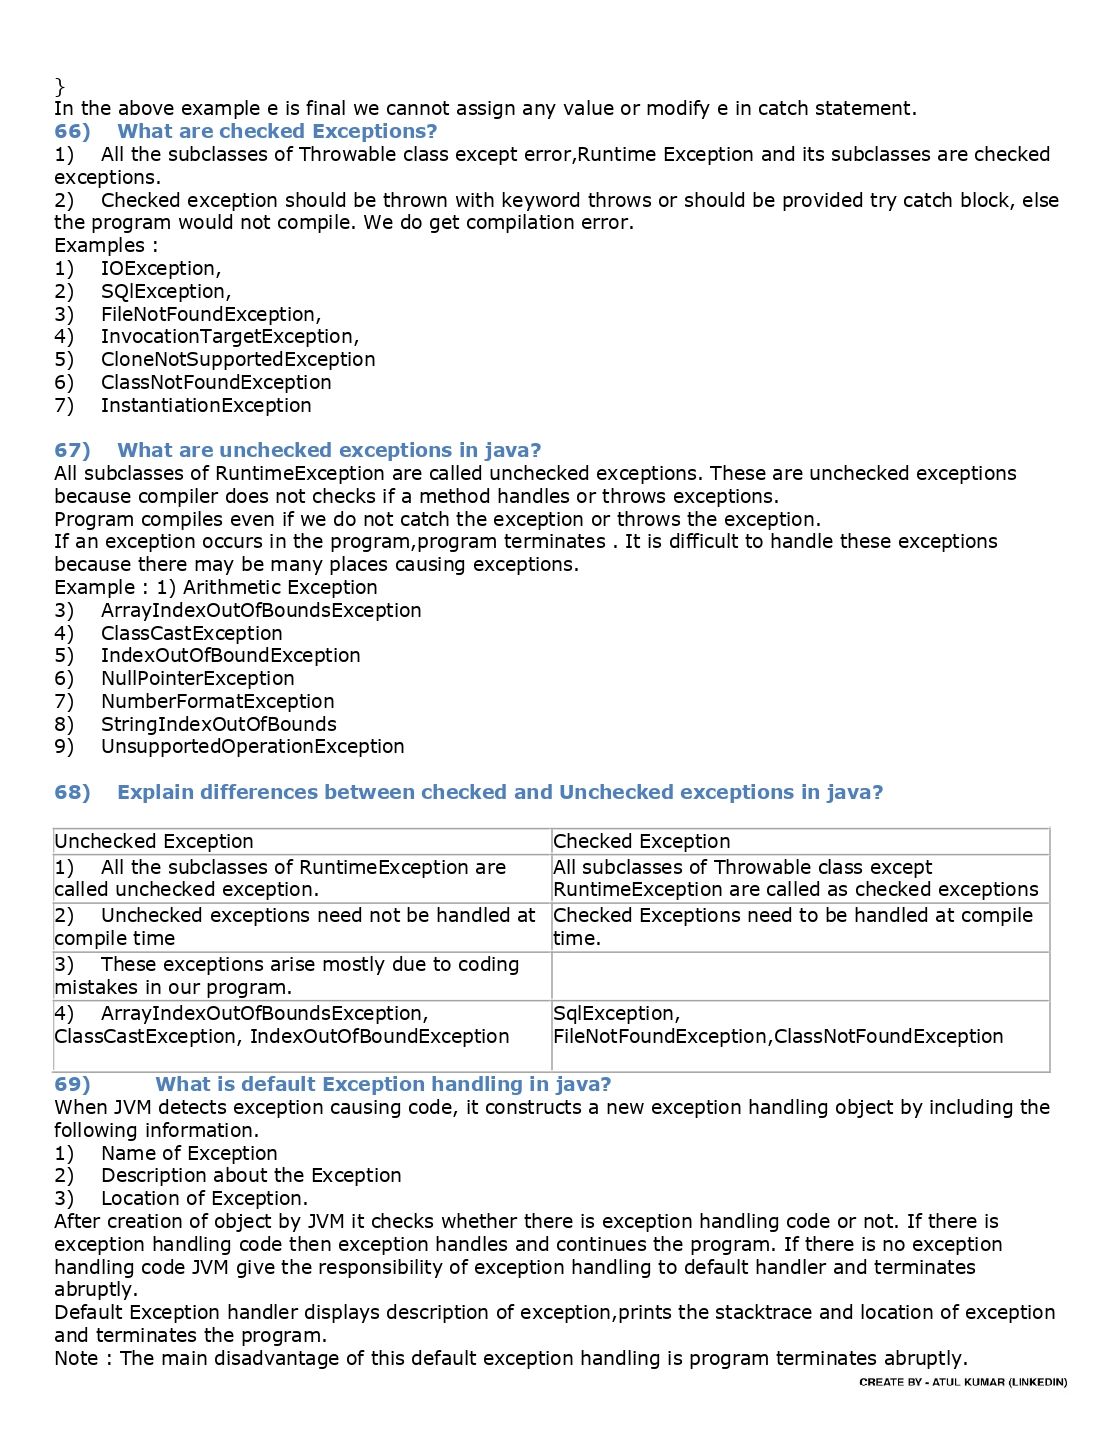 }
In the above example e is final we cannot assign any value or modify e in catch statement.
66) What are checked Exceptions?
1) All the subclasses of Throwable class except error,Runtime Exception and its subclasses are checked
exceptions.
2) Checked exception should be thrown with keyword throws or should be provided try catch block, else
the program would not compile. We do get compilation error.
Examples :
1) IOException,
2) SQlException,
3) FileNotFoundException,
4) InvocationTargetException,
5) CloneNotSupportedException
6) ClassNotFoundException
7) InstantiationException
67) What are unchecked exceptions in java?
All subclasses of RuntimeException are called unchecked exceptions. These are unchecked exceptions
because compiler does not checks if a method handles or throws exceptions.
Program compiles even if we do not catch the exception or throws the exception.
If an exception occurs in the program,program terminates . It is difficult to handle these exceptions
because there may be many places causing exceptions.
Example : 1) Arithmetic Exception
3) ArrayIndexOutOfBoundsException
4) ClassCastException
5) IndexOutOfBoundException
6) NullPointerException
7) NumberFormatException
8) StringIndexOutOfBounds
9) UnsupportedOperationException
68) Explain differences between checked and Unchecked exceptions in java?
Unchecked Exception
Checked Exception
1) All the subclasses of RuntimeException are
called unchecked exception.
All subclasses of Throwable class except
RuntimeException are called as checked exceptions
2) Unchecked exceptions need not be handled at
compile time
Checked Exceptions need to be handled at compile
time.
3) These exceptions arise mostly due to coding
mistakes in our program.
4) ArrayIndexOutOfBoundsException,
ClassCastException, IndexOutOfBoundException
SqlException,
FileNotFoundException,ClassNotFoundException
69) What is default Exception handling in java?
When JVM detects exception causing code, it constructs a new exception handling object by including the
following information.
1) Name of Exception
2) Description about the Exception
3) Location of Exception.
After creation of object by JVM it checks whether there is exception handling code or not. If there is
exception handling code then exception handles and continues the program. If there is no exception
handling code JVM give the responsibility of exception handling to default handler and terminates
abruptly.
Default Exception handler displays description of exception,prints the stacktrace and location of exception
and terminates the program.
Note : The main disadvantage of this default exception handling is program terminates abruptly.
CREATE BY - ATUL KUMAR (LINKEDIN)